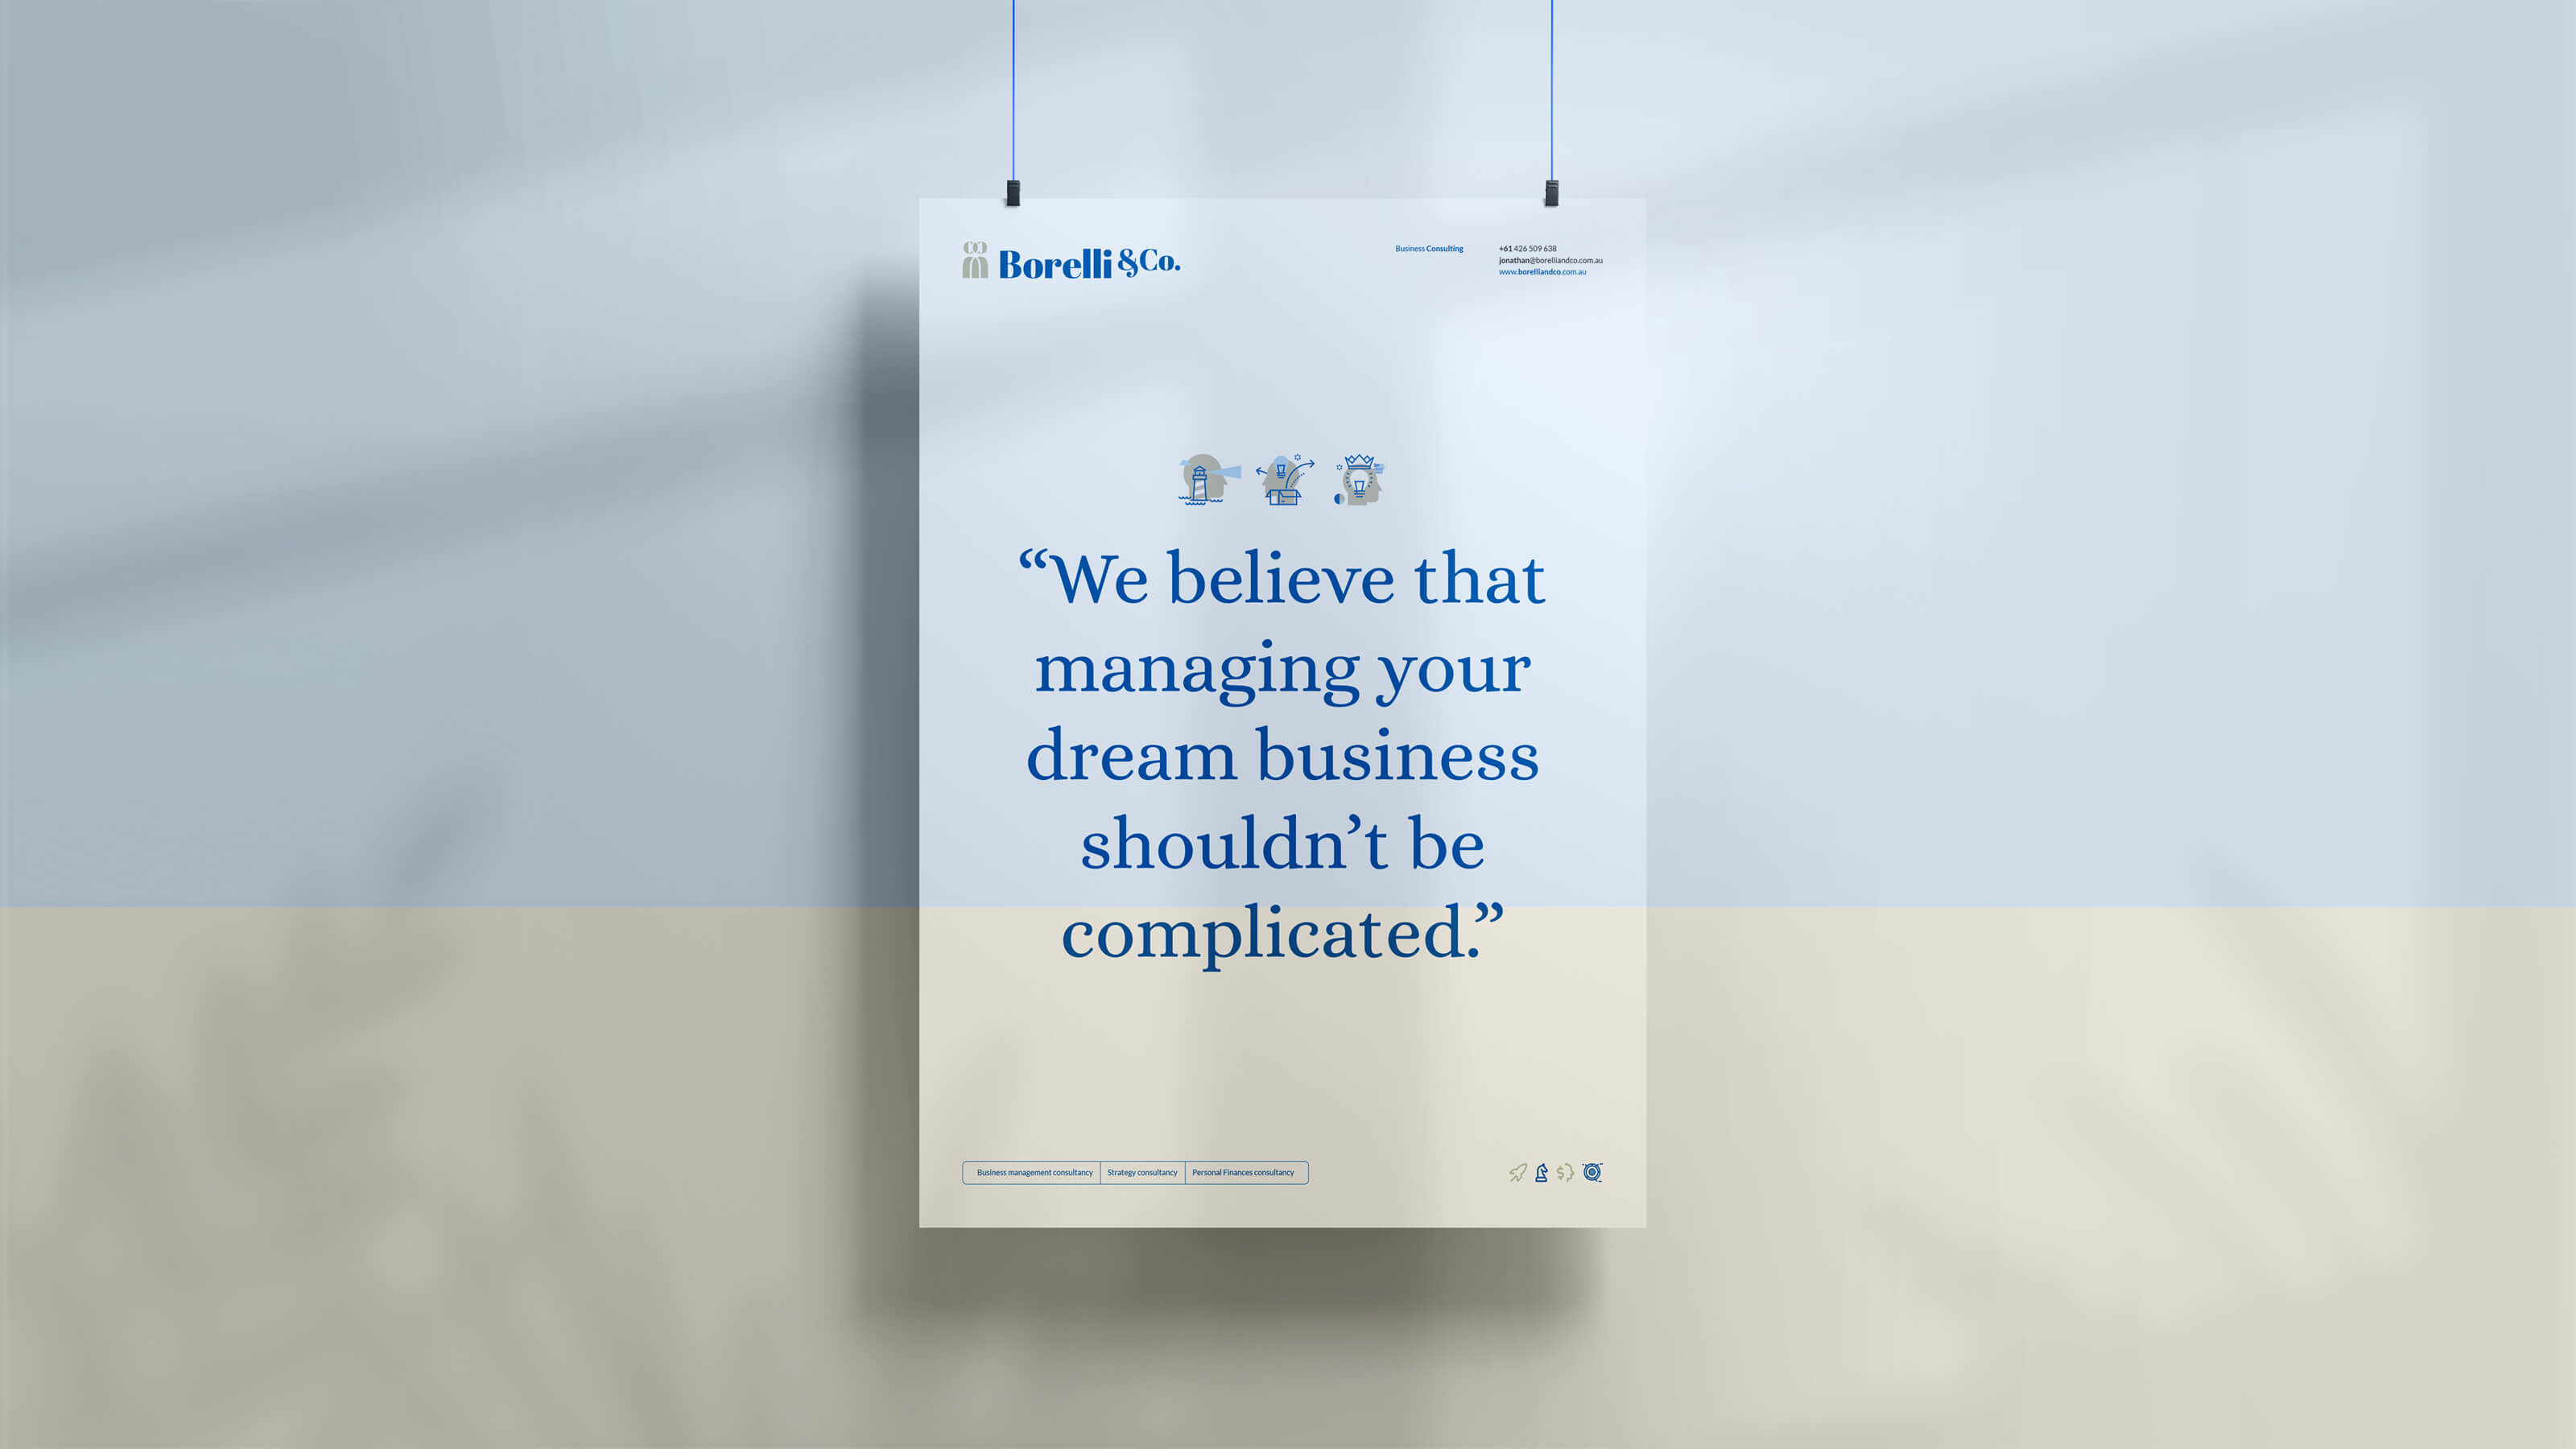 Borelli &Co.
Business Consulting
+61 426 509 638
jonathan@borelliandco.com.au
www.borelliandco.com.au
“We believe that
managing your
dream business
shouldn’t be
complicated.”
Business management consultancy | Strategy consultancy | Personal Finances consultancy